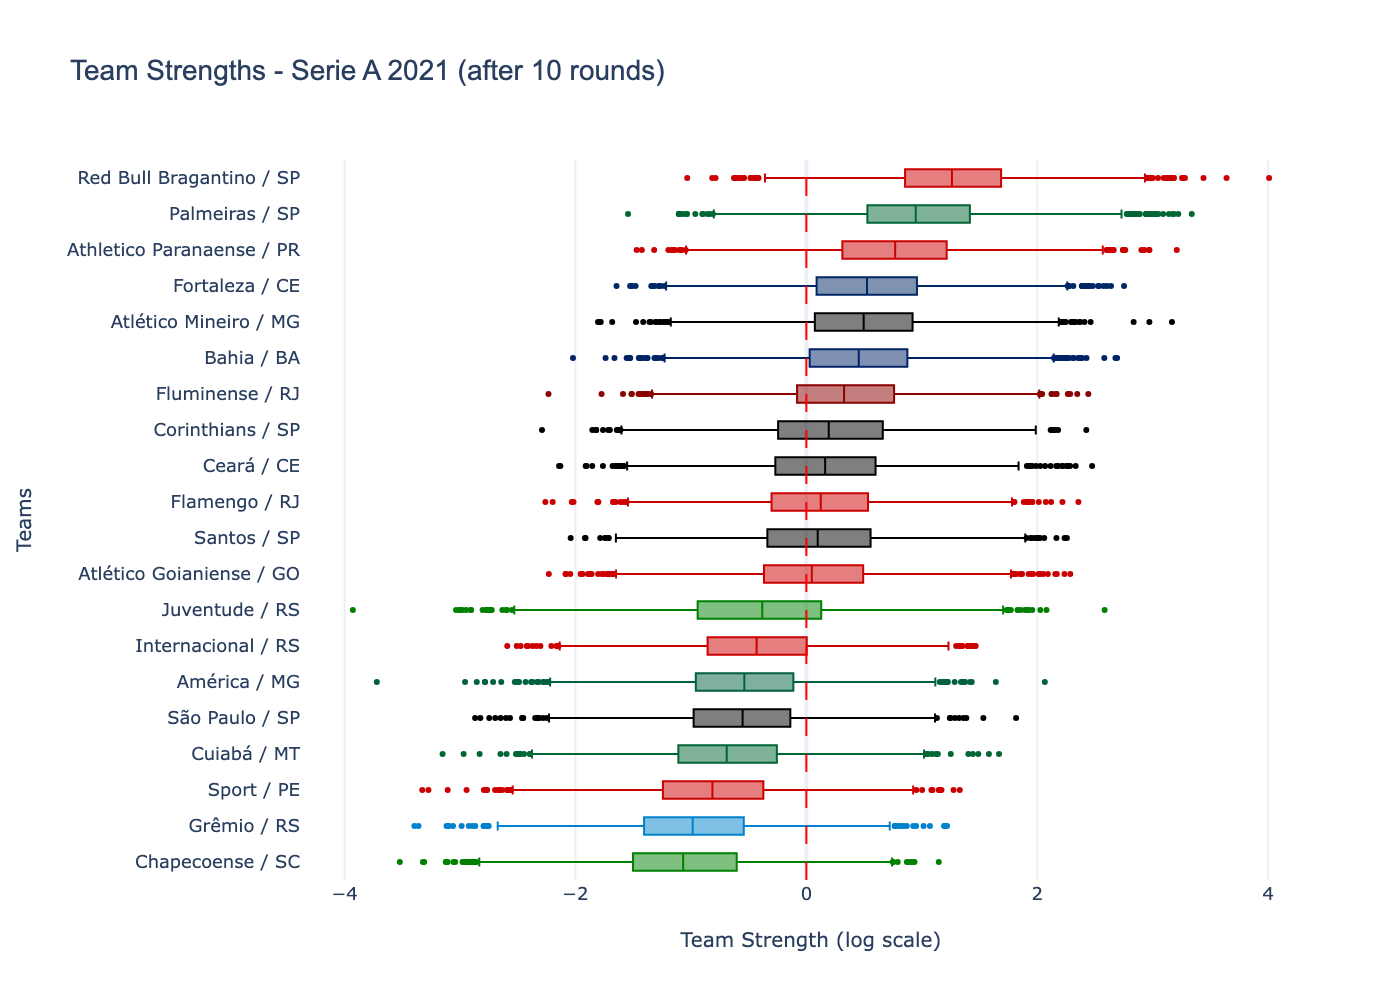 Team Strengths - Serie A 2021 (after 10 rounds)
Teams
Red Bull Bragantino / SP
Palmeiras / SP
Athletico Paranaense / PR
Fortaleza / CE
Atlético Mineiro / MG
Bahia / BA
Fluminense / RJ
Corinthians / SP
Ceará / CE
Flamengo / RJ
Santos / SP
Atlético Goianiense / GO
Juventude / RS
Internacional / RS
América / MG
São Paulo / SP
Cuiabá / MT
Sport / PE
Grêmio / RS
Chapecoense / SC
−4 −2 0 2 4
Team Strength (log scale)